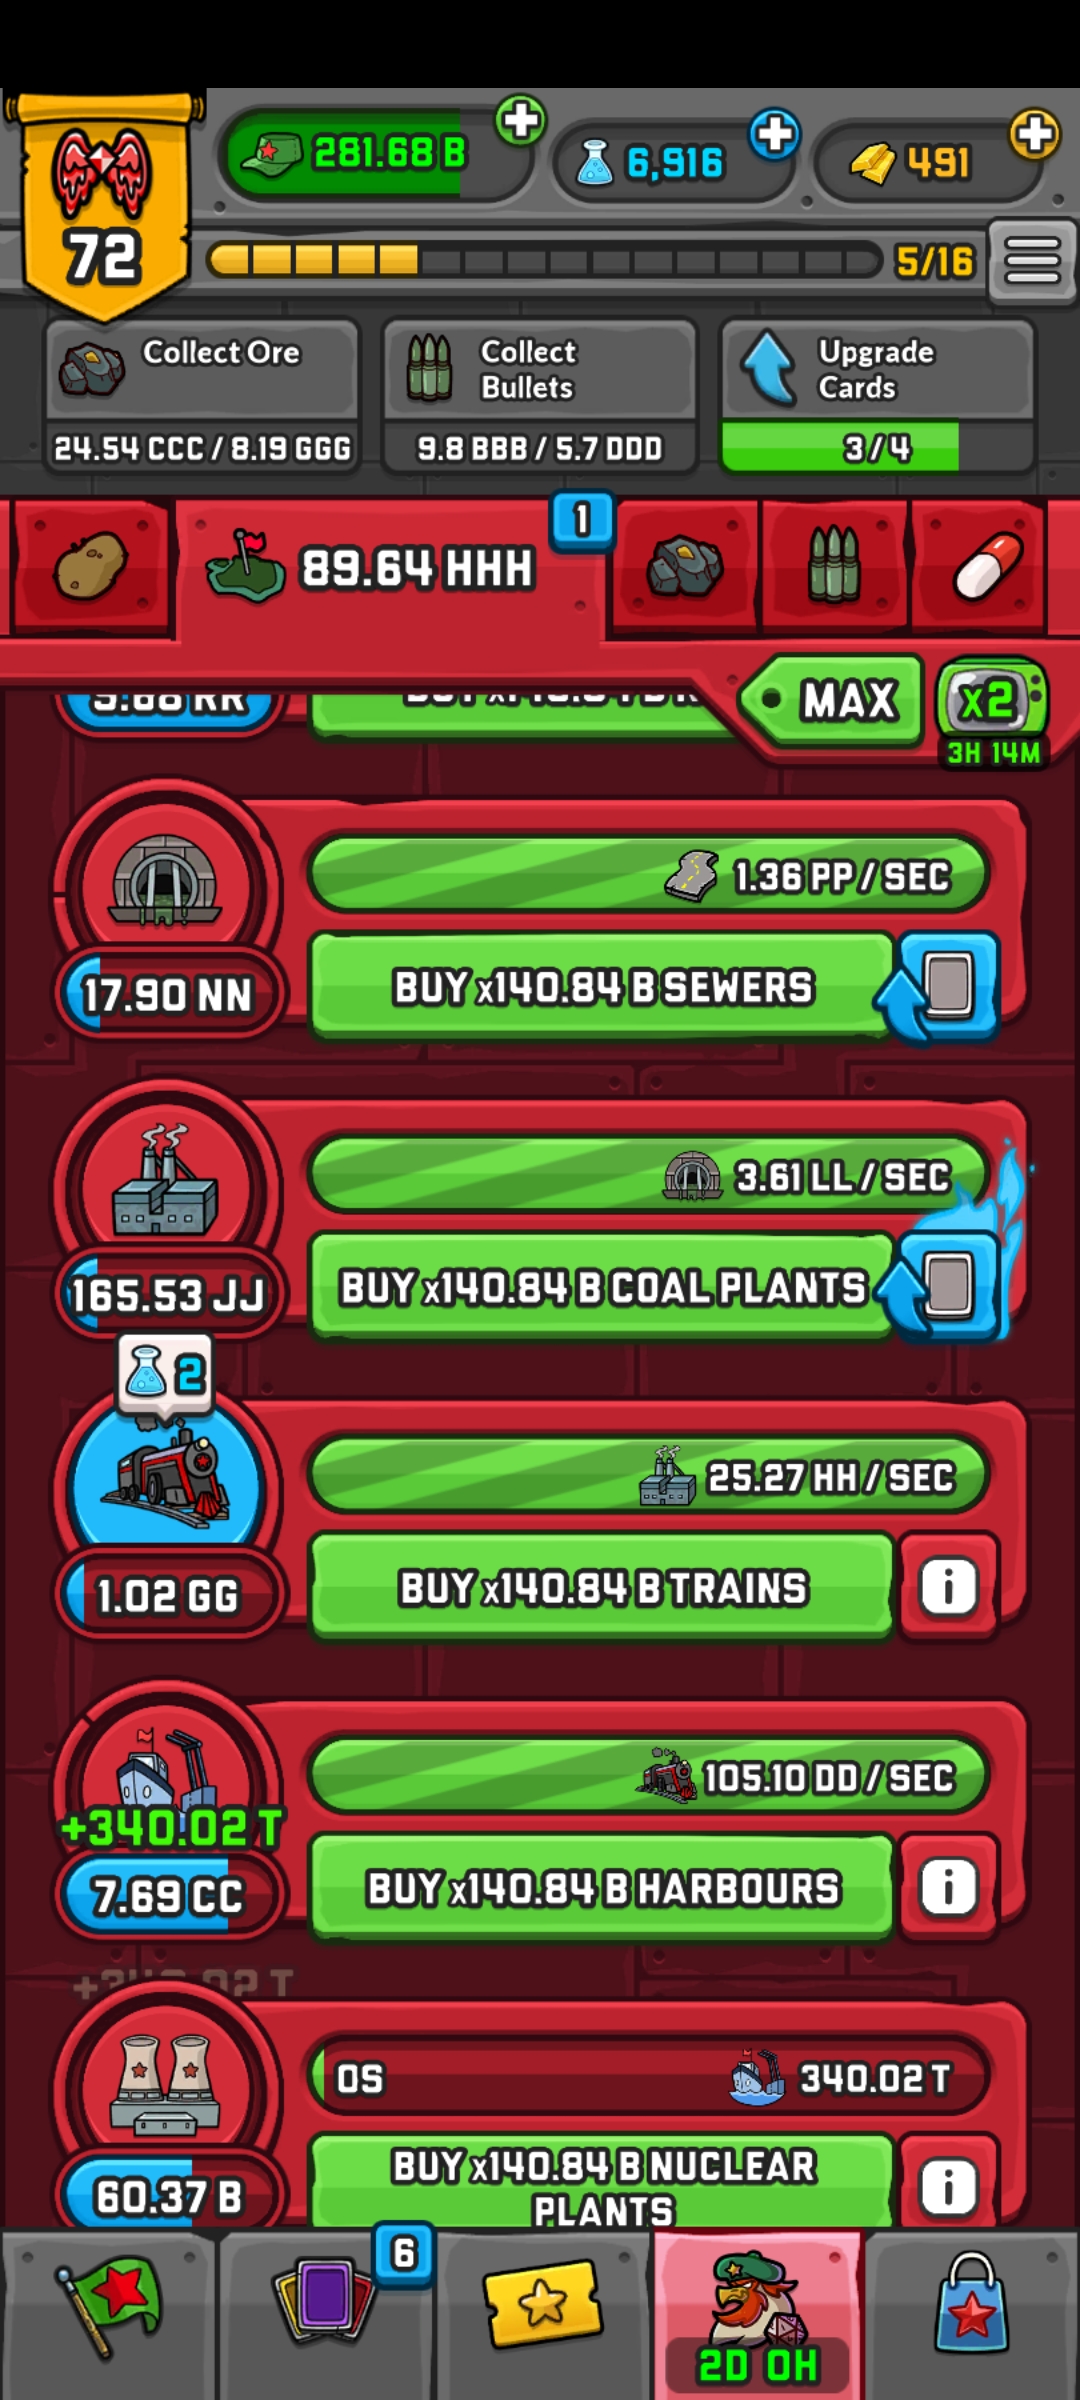 281.68 B
6,916
491
72
5/16
Collect Ore
24.54 CCC / 8.19 GGG
Collect
Bullets
9.8 BBB / 5.7 DDD
Upgrade
Cards
3/4
1
89.64 HHH
MAX
x2
3H 14M
1.36 PP / SEC
17.90 NN
BUY x140.84 B SEWERS
3.61 LL / SEC
165.53 JJ
BUY x140.84 B COAL PLANTS
2
25.27 HH / SEC
1.02 GG
BUY x140.84 B TRAINS
105.10 DD / SEC
+340.02 T
7.69 CC
BUY x140.84 B HARBOURS
+340.02 T
0S
340.02 T
60.37 B
BUY x140.84 B NUCLEAR
PLANTS
6
2D 0H